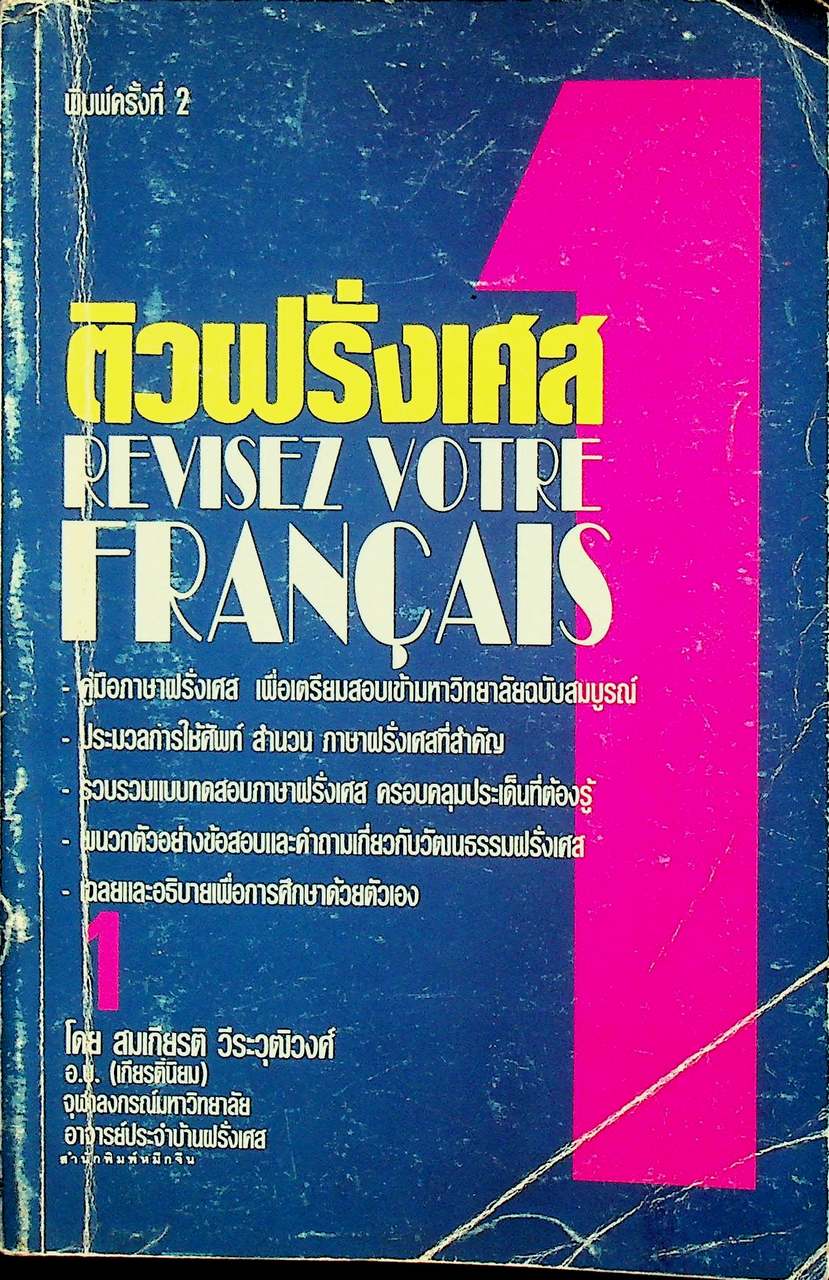 พิมพ์ครั้งที่ 2
1
ติวฝรั่งเศส
REVISEZ VOTRE
FRANÇAIS
- คู่มือภาษาฝรั่งเศส เพื่อเตรียมสอบเข้ามหาวิทยาลัยฉบับสมบูรณ์
- ประมวลการใช้ศัพท์ สำนวน ภาษาฝรั่งเศสที่สำคัญ
- รวบรวมแบบทดสอบภาษาฝรั่งเศส ครอบคลุมประเด็นที่ต้องรู้
- ผนวกตัวอย่างข้อสอบและคำถามเกี่ยวกับวัฒนธรรมฝรั่งเศส
- เฉลยและอธิบายเพื่อการศึกษาด้วยตัวเอง
1
โดย สมเกียรติ วีระวุฒิวงศ์
อ.บ. (เกียรตินิยม)
จุฬาลงกรณ์มหาวิทยาลัย
อาจารย์ประจำบ้านฝรั่งเศส
สำนักพิมพ์หมึกจีน